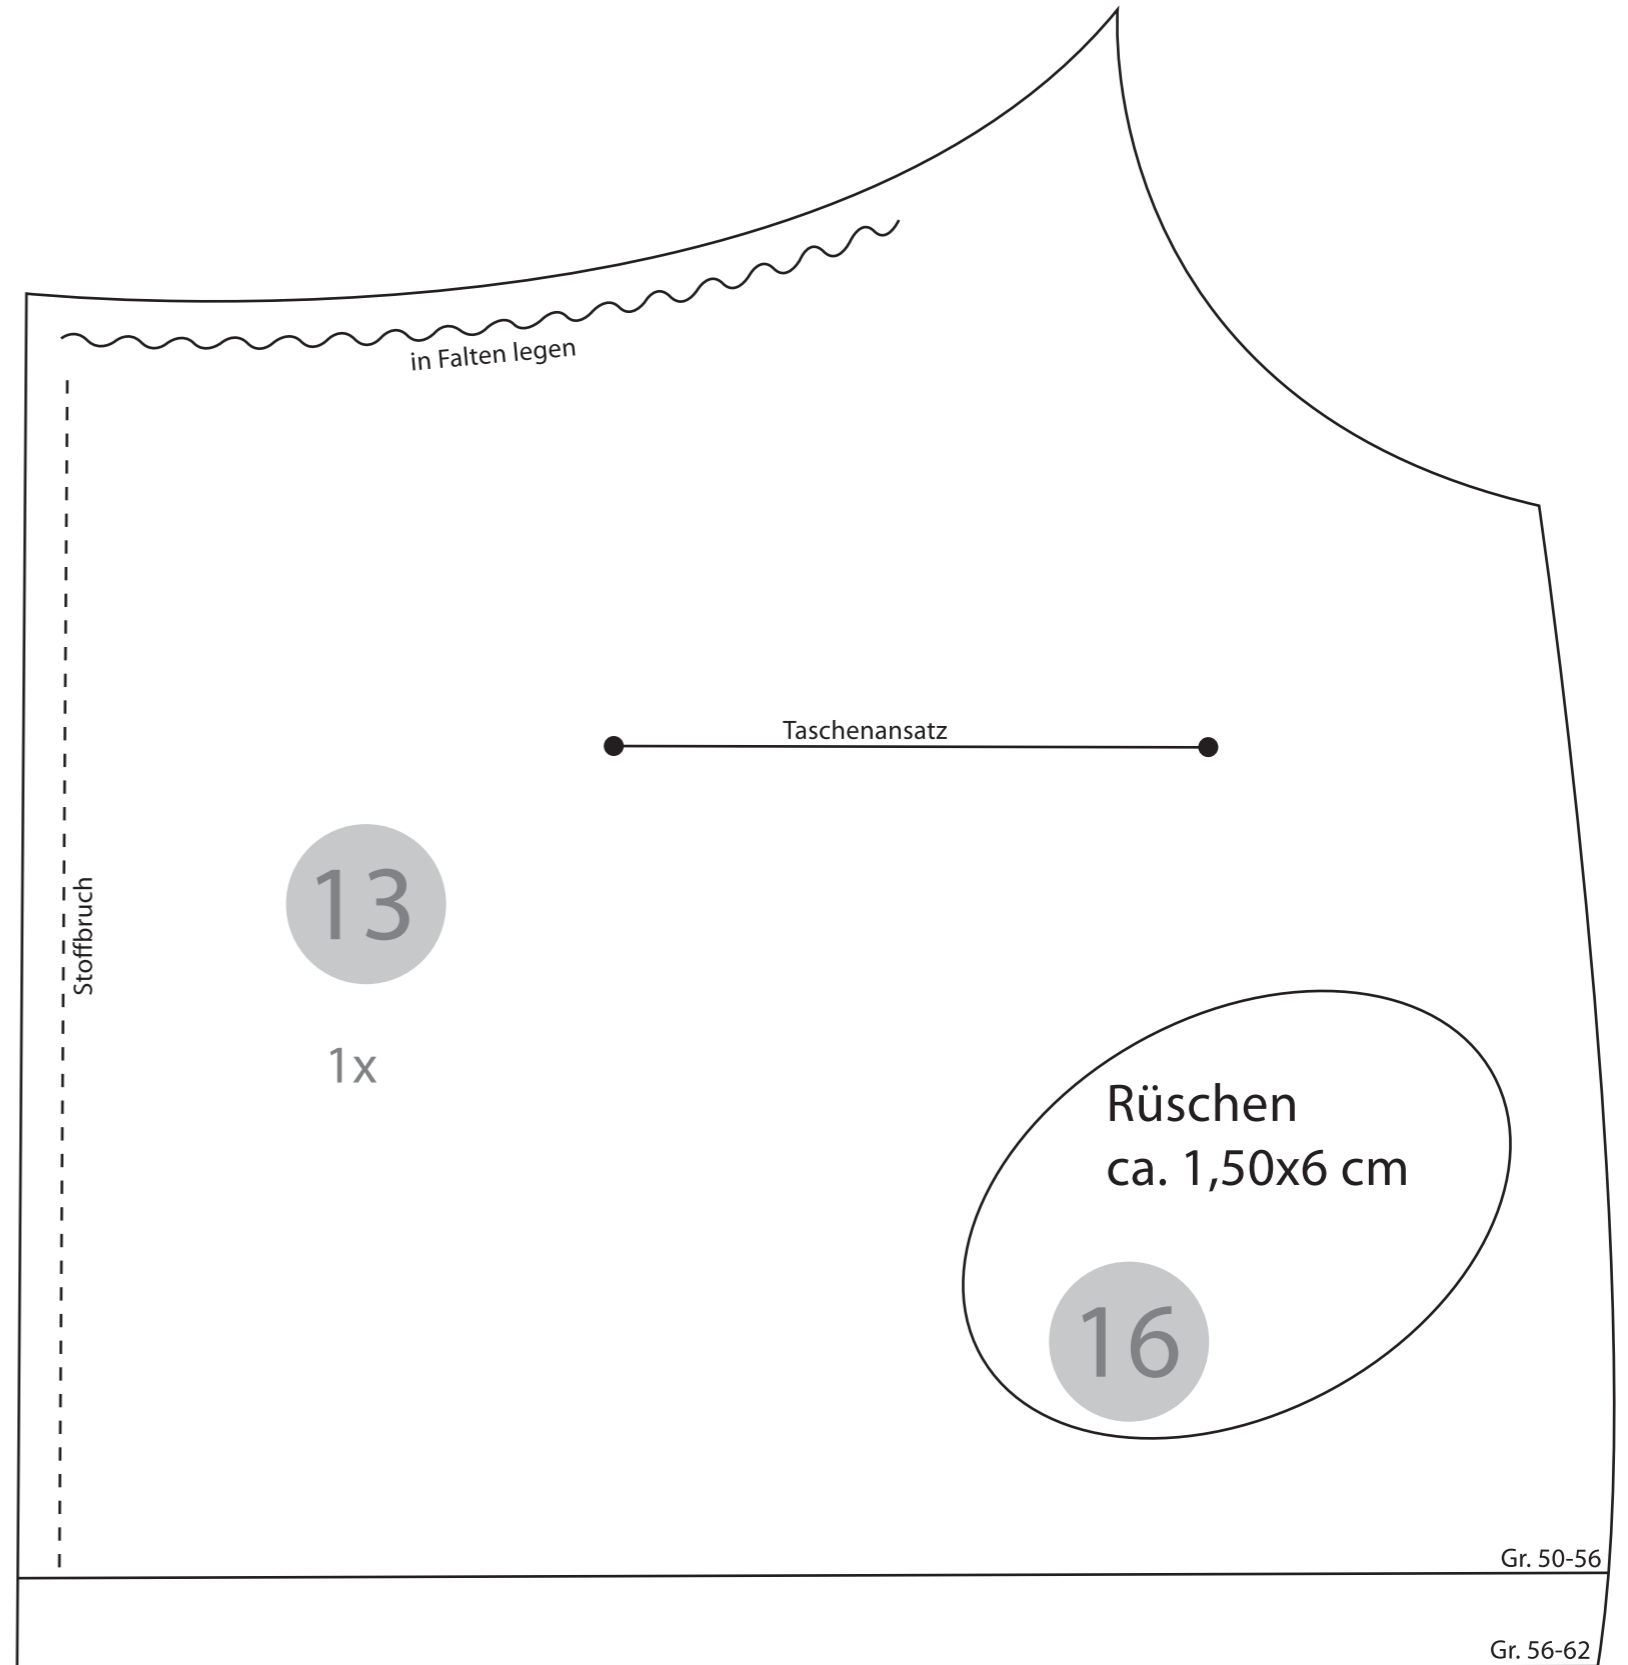 in Falten legen
Taschenansatz
Stoffbruch
13
1x
Rüschen
ca. 1,50x6 cm
16
Gr. 50-56
Gr. 56-62